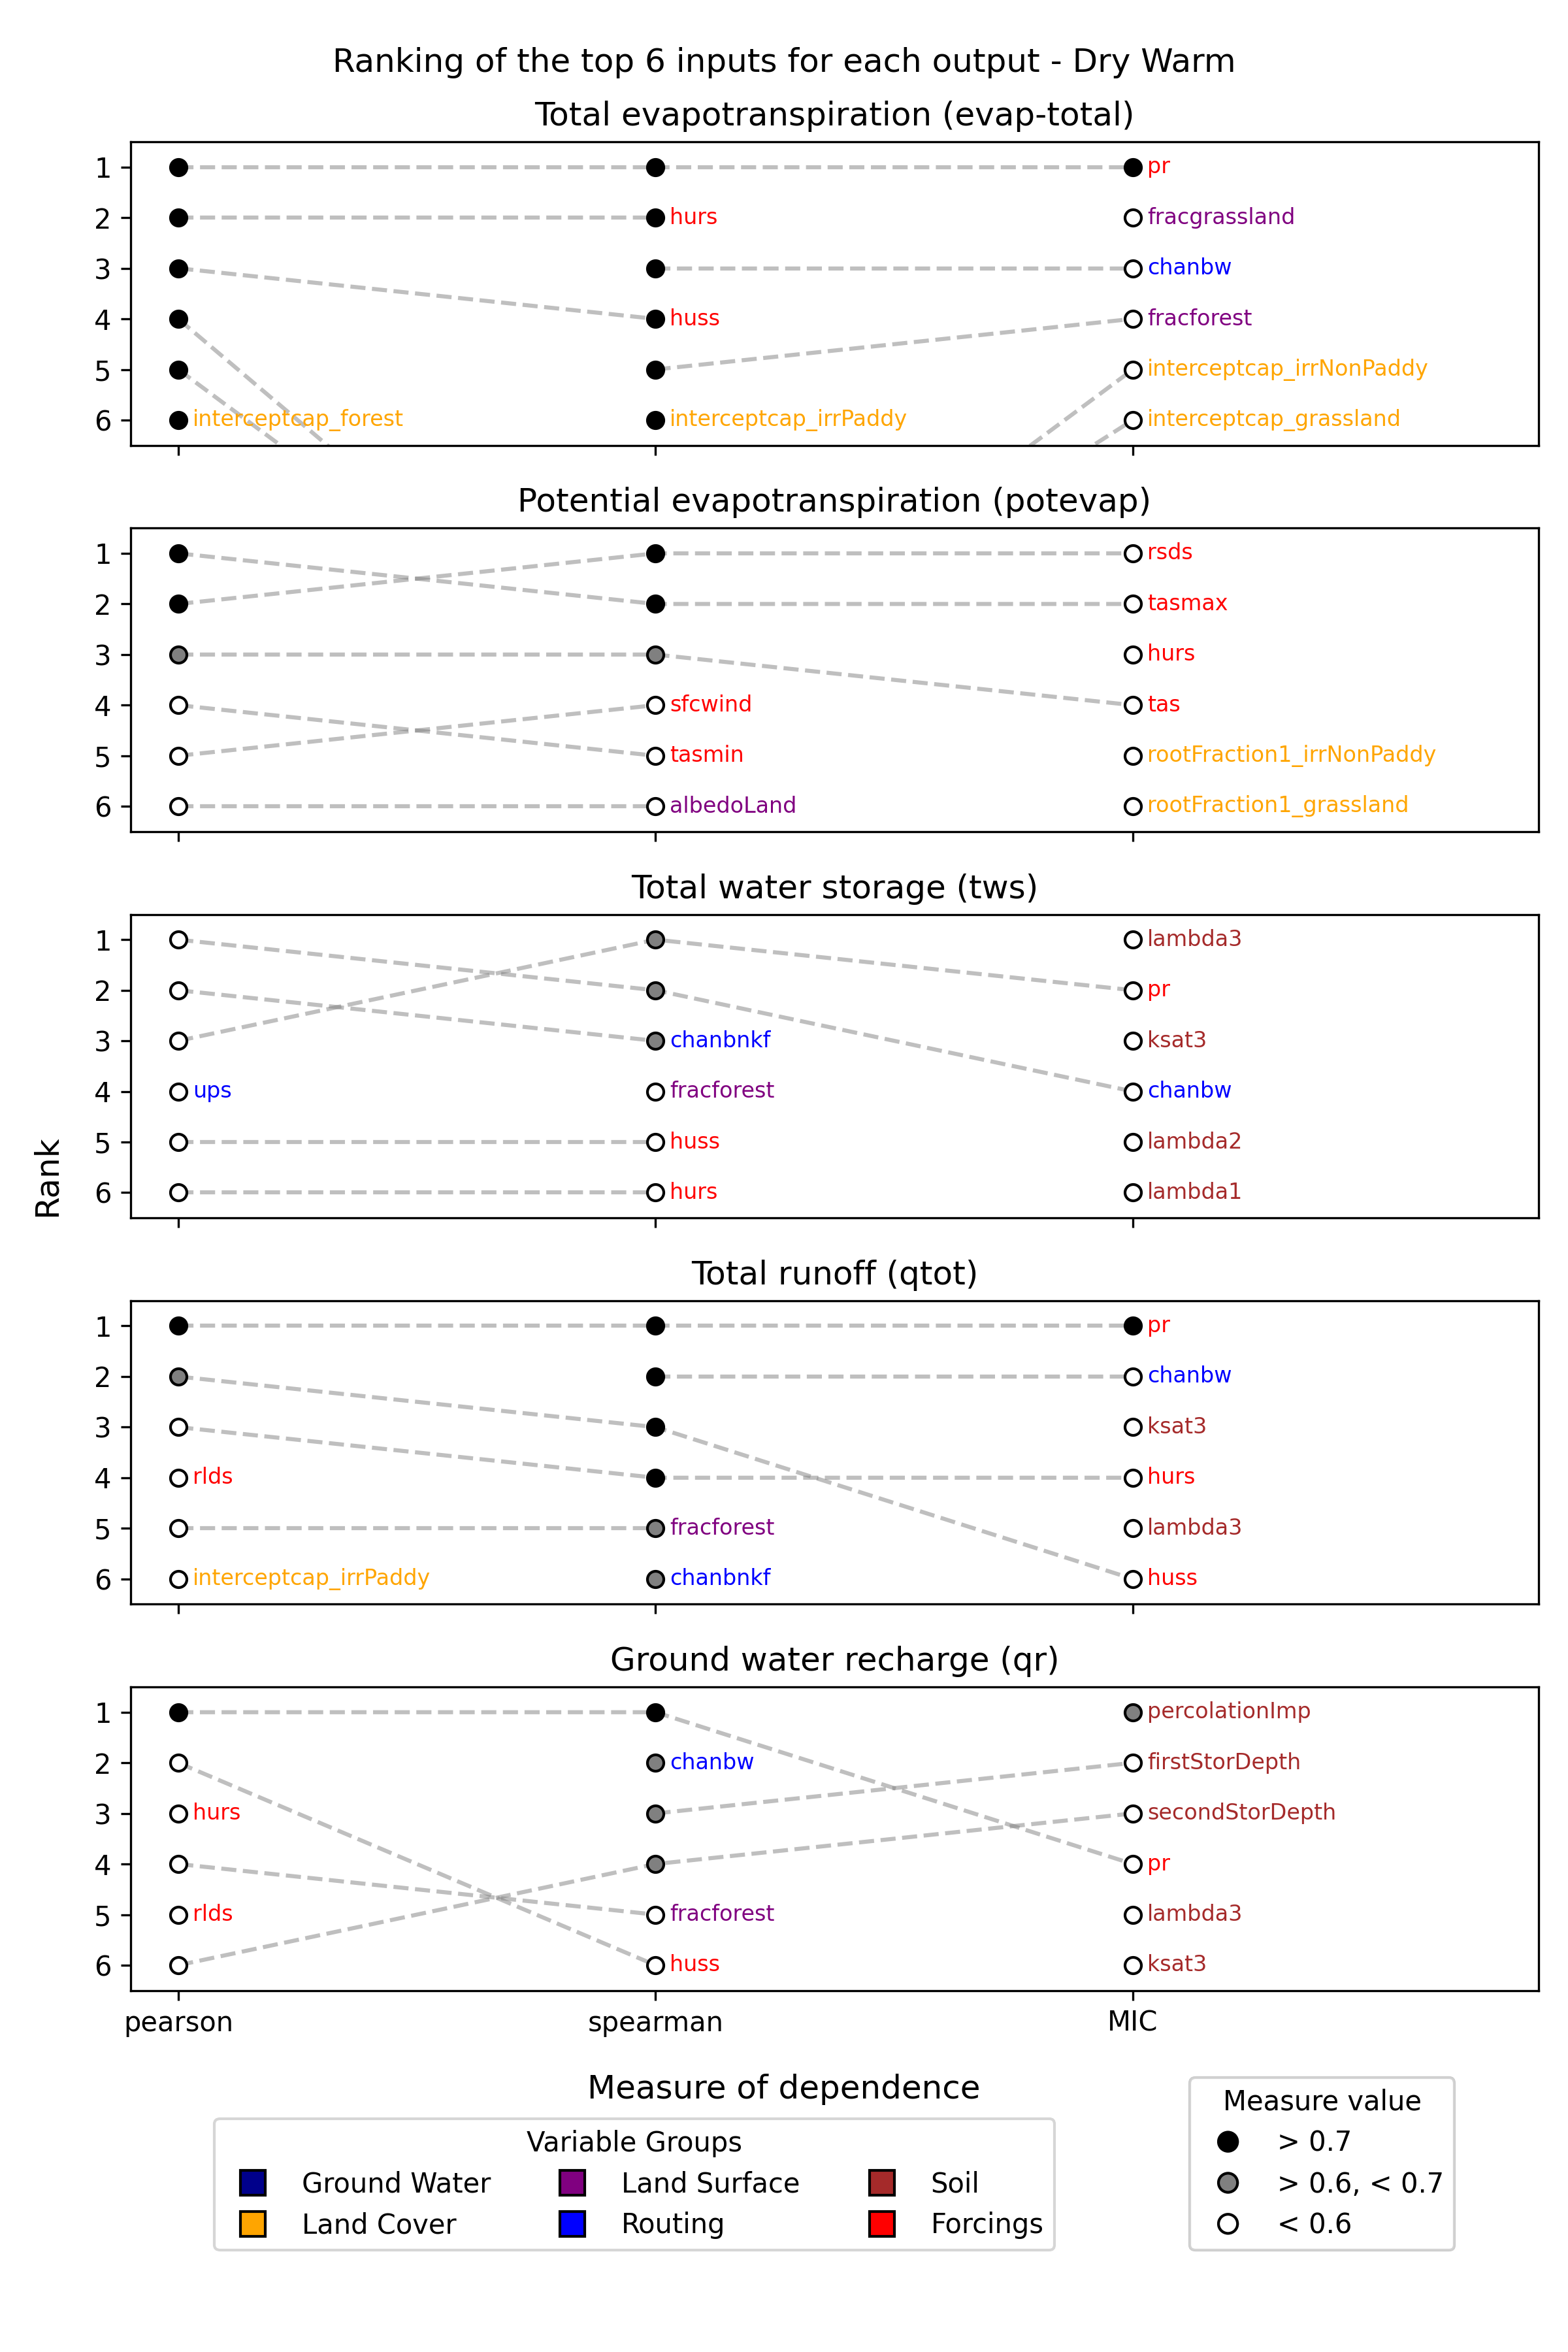 Ranking of the top 6 inputs for each output - Dry Warm
Total evapotranspiration (evap-total)
1 pr
2 hurs fracgrassland
3 chanbw
4 huss fracforest
5 interceptcap_irrNonPaddy
6 interceptcap_forest interceptcap_irrPaddy interceptcap_grassland
Potential evapotranspiration (potevap)
1 rsds
2 tasmax
3 hurs
4 sfcwind tas
5 tasmin rootFraction1_irrNonPaddy
6 albedoLand rootFraction1_grassland
Total water storage (tws)
1 lambda3
2 pr
3 chanbnkf ksat3
4 ups fracforest chanbw
5 huss lambda2
6 hurs lambda1
Rank
Total runoff (qtot)
1 pr
2 chanbw
3 ksat3
4 rlds hurs
5 fracforest lambda3
6 interceptcap_irrPaddy chanbnkf huss
Ground water recharge (qr)
1 percolationImp
2 chanbw firstStorDepth
3 hurs secondStorDepth
4 pr
5 rlds fracforest lambda3
6 huss ksat3
pearson spearman MIC
Measure of dependence
Variable Groups
Ground Water Land Surface Soil
Land Cover Routing Forcings
Measure value
> 0.7
> 0.6, < 0.7
< 0.6